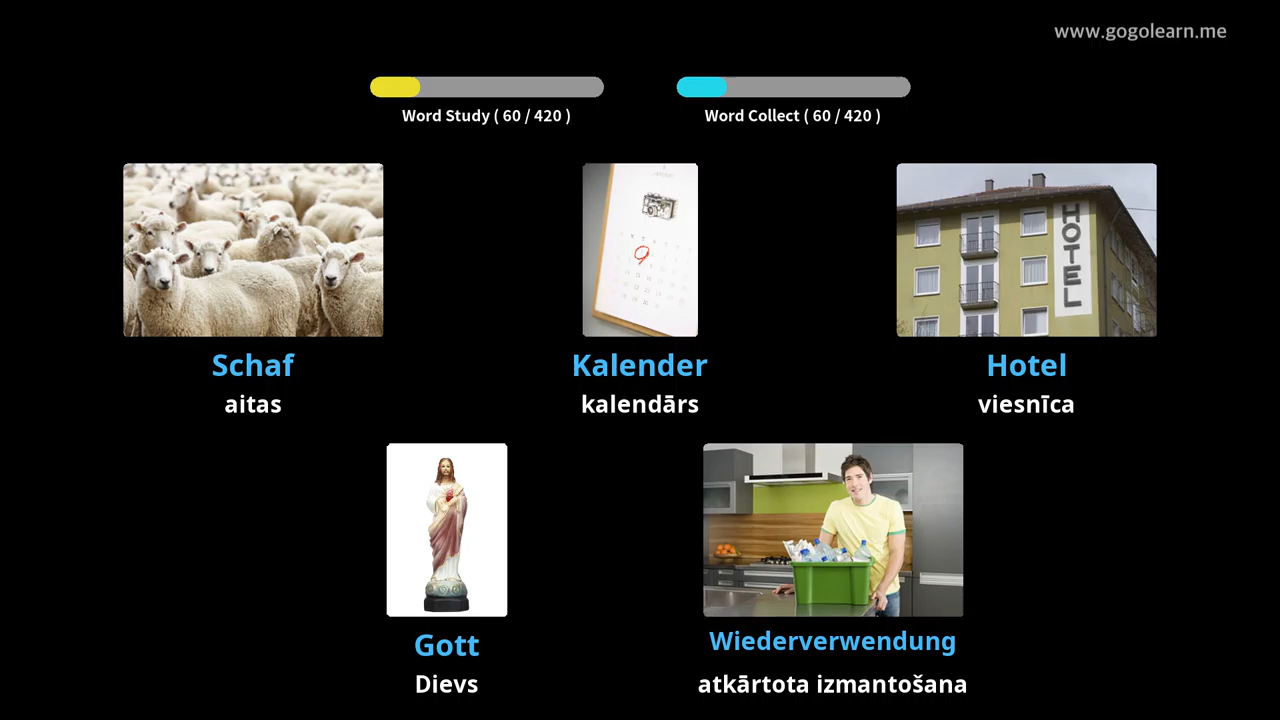 www.gogolearn.me
Word Study ( 60 / 420 )
Word Collect ( 60 / 420 )
HOTEL
Schaf
Kalender
Hotel
aitas
kalendārs
viesnīca
Gott
Wiederverwendung
Dievs
atkārtota izmantošana